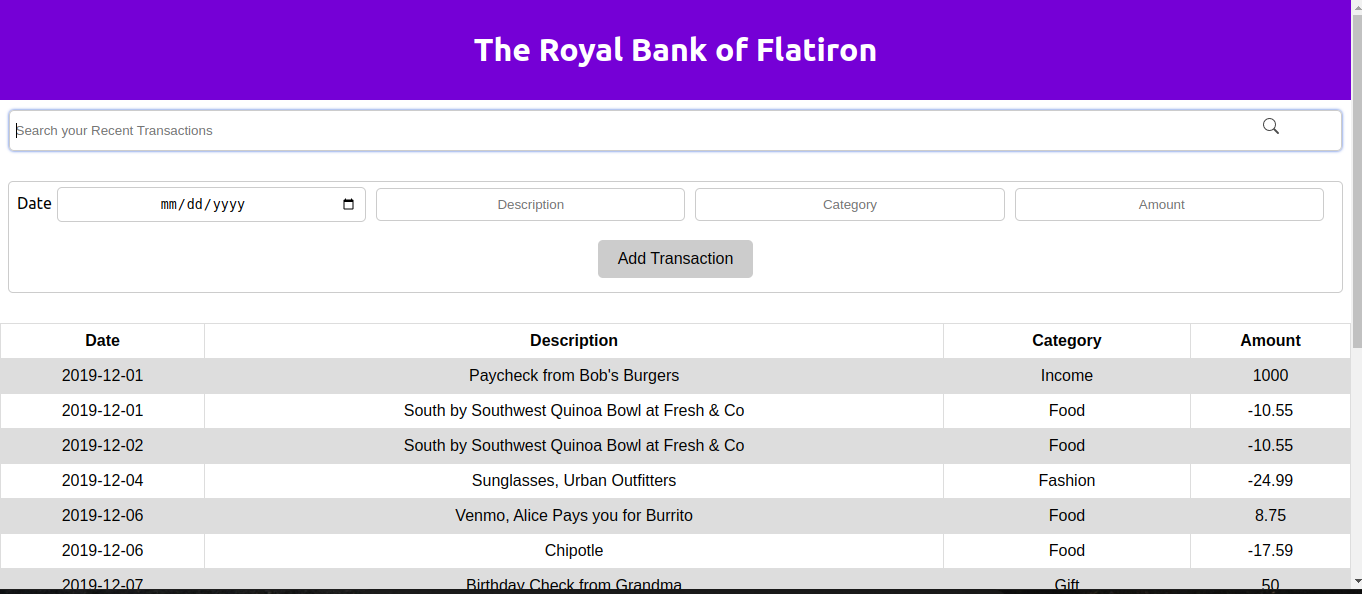 The Royal Bank of Flatiron
Search your Recent Transactions
Date mm/dd/yyyy Description Category Amount
Add Transaction
Date Description Category Amount
2019-12-01 Paycheck from Bob's Burgers Income 1000
2019-12-01 South by Southwest Quinoa Bowl at Fresh & Co Food -10.55
2019-12-02 South by Southwest Quinoa Bowl at Fresh & Co Food -10.55
2019-12-04 Sunglasses, Urban Outfitters Fashion -24.99
2019-12-06 Venmo, Alice Pays you for Burrito Food 8.75
2019-12-06 Chipotle Food -17.59
2019-12-07 Birthday Check from Grandma Gift 50